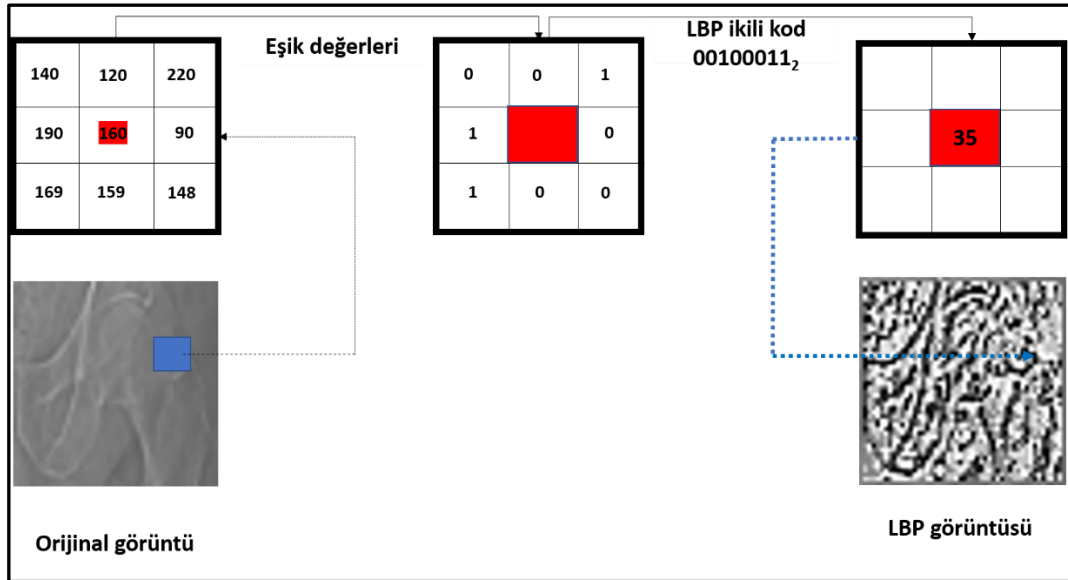 Eşik değerleri
LBP ikili kod
00100011₂
140 120 220
190 160 90
169 159 148
0 0 1
1 0
1 0 0
35
Orijinal görüntü
LBP görüntüsü